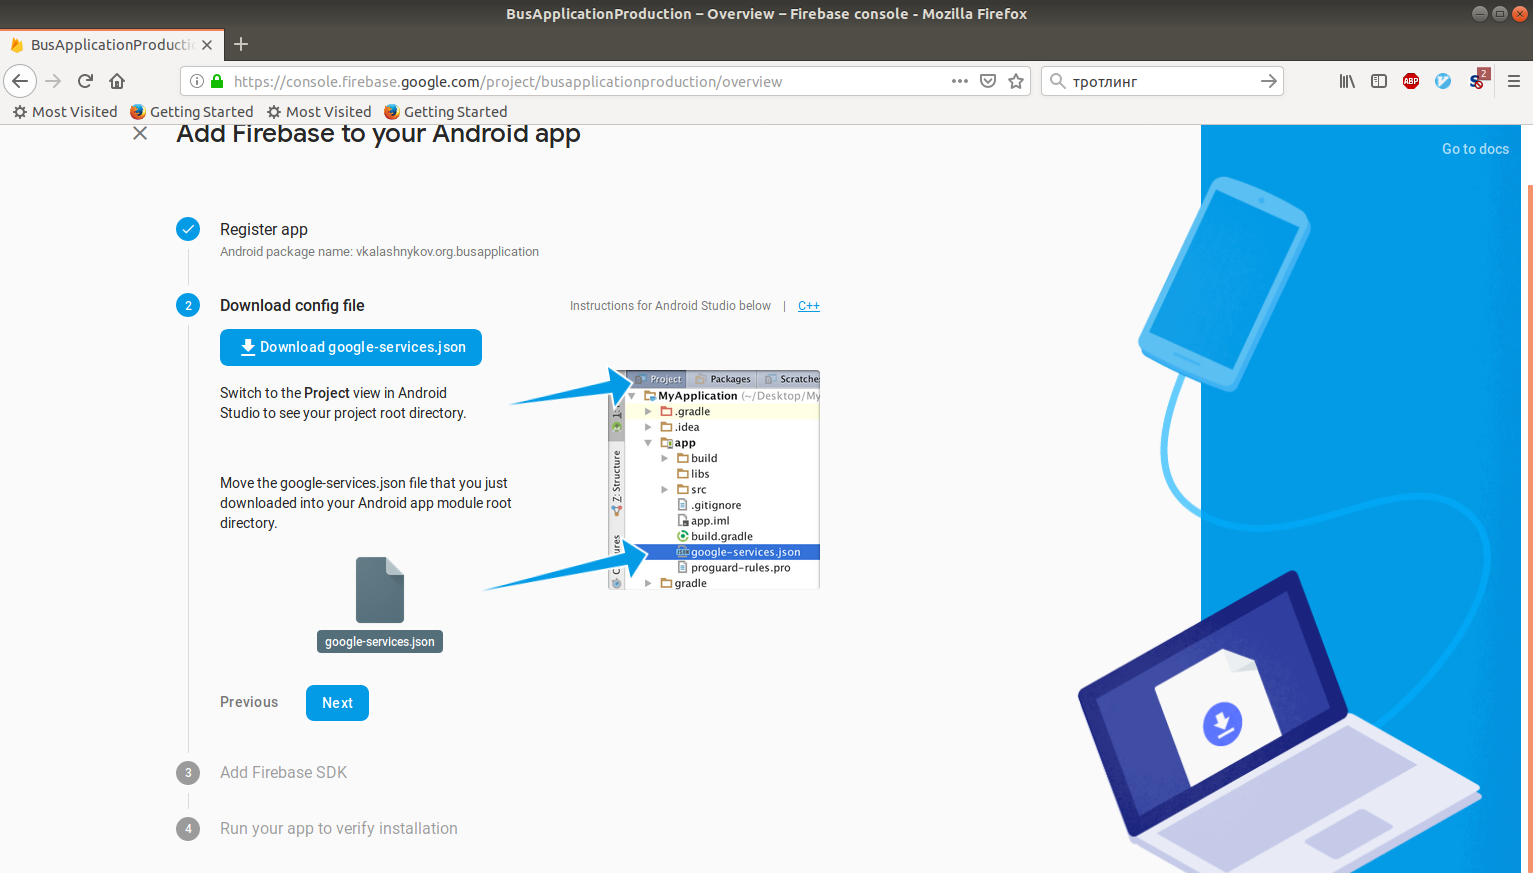 BusApplicationProduction – Overview – Firebase console - Mozilla Firefox
BusApplicationProducti
https://console.firebase.google.com/project/busapplicationproduction/overview
тротлинг
ABP
2
Most Visited
Getting Started
Most Visited
Getting Started
Add Firebase to your Android app
Go to docs
Register app
Android package name: vkalashnykov.org.busapplication
2
Download config file
Instructions for Android Studio below | C++
Download google-services.json
Switch to the Project view in Android
Studio to see your project root directory.
Move the google-services.json file that you just
downloaded into your Android app module root
directory.
google-services.json
Project
Packages
Scratches
MyApplication (~/Desktop/My
.gradle
.idea
app
build
libs
src
.gitignore
app.iml
build.gradle
google-services.json
proguard-rules.pro
gradle
Z: Structure
Previous
Next
3
Add Firebase SDK
4
Run your app to verify installation